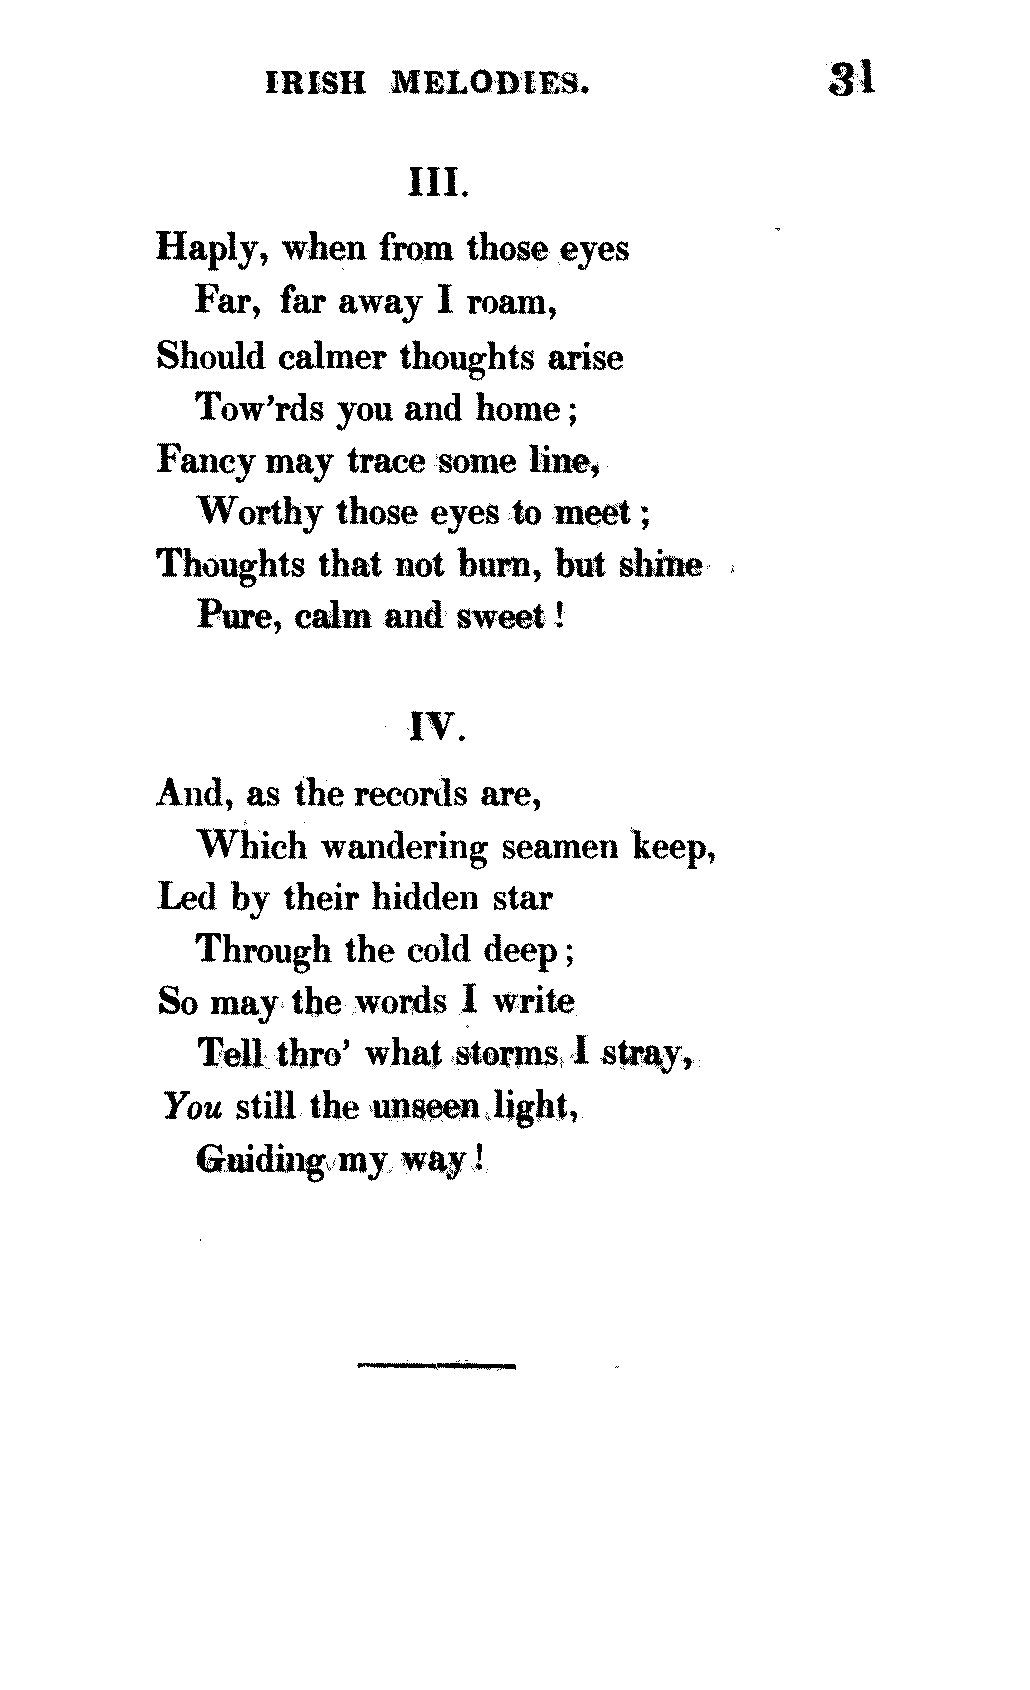 IRISH MELODIES. 31
III.
Haply, when from those eyes
Far, far away I roam,
Should calmer thoughts arise
Tow'rds you and home;
Fancy may trace some line,
Worthy those eyes to meet;
Thoughts that not burn, but shine
Pure, calm and sweet!
IV.
And, as the records are,
Which wandering seamen keep,
Led by their hidden star
Through the cold deep;
So may the words I write
Tell thro' what storms I stray,
You still the unseen light,
Guiding my way!